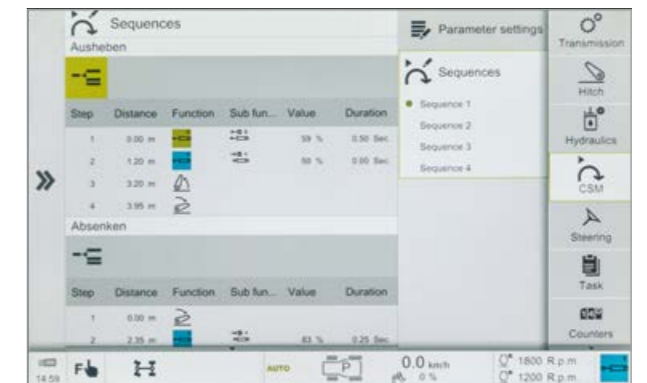 Sequences
Ausheben
Step Distance Function Sub fun... Value Duration
1 0.00 m 59 % 0.50 Sec
2 1.20 m 50 % 0.00 Sec
3 3.20 m
4 3.95 m
Absenken
Step Distance Function Sub fun... Value Duration
1 0.00 m
2 2.35 m 83 % 0.25 Sec
Parameter settings
Sequences
Sequence 1
Sequence 2
Sequence 3
Sequence 4
Transmission
Hitch
Hydraulics
CSM
Steering
Task
Counters
14:59
F
AUTO
P
0.0 km/h
0 %
1800 R.p.m.
1200 R.p.m.